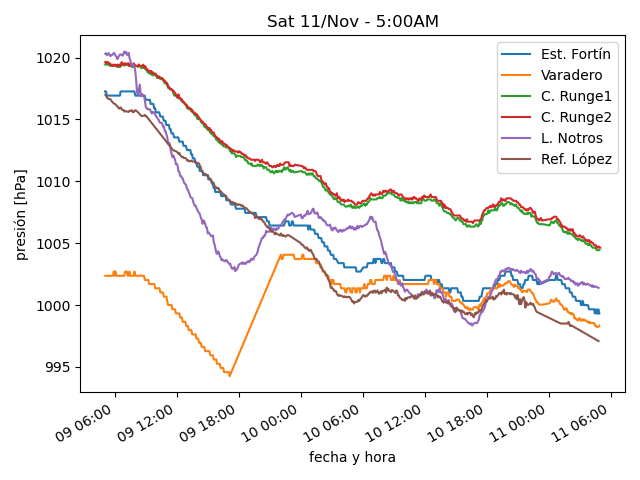 Sat 11/Nov - 5:00AM
Est. Fortín
Varadero
C. Runge1
C. Runge2
L. Notros
Ref. López
presión [hPa]
1020
1015
1010
1005
1000
995
09 06:00
09 12:00
09 18:00
10 00:00
10 06:00
10 12:00
10 18:00
11 00:00
11 06:00
fecha y hora